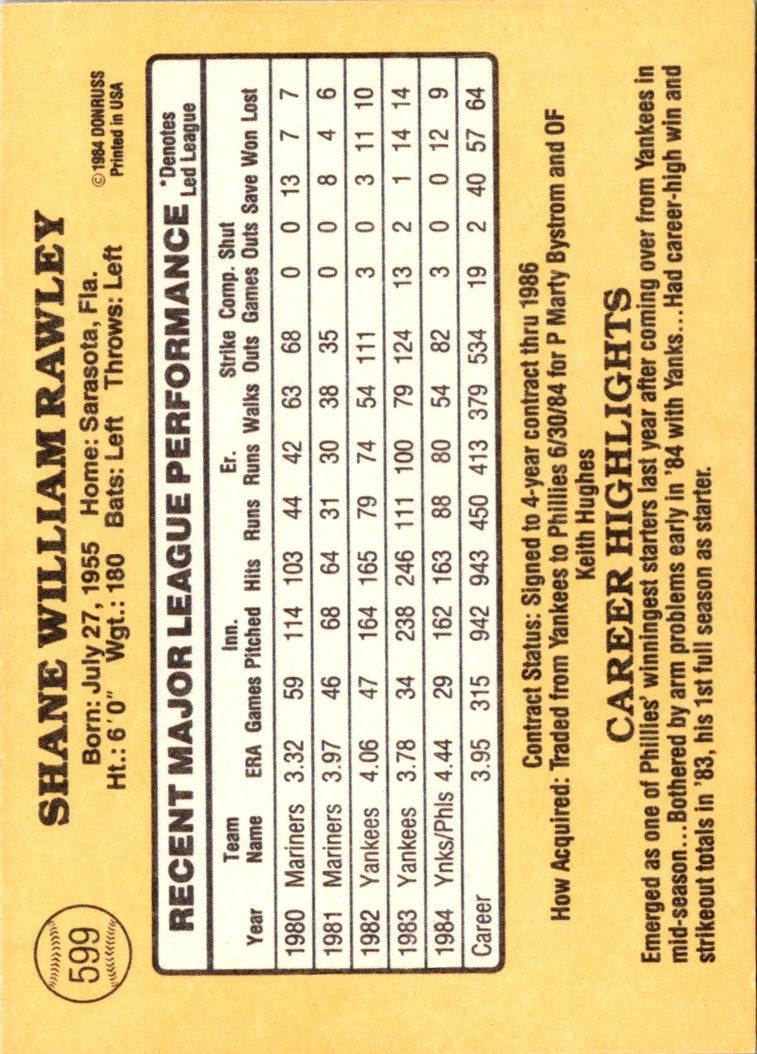 599
SHANE WILLIAM RAWLEY
© 1984 DONRUSS
Printed in USA
Born: July 27, 1955 Home: Sarasota, Fla.
Ht.: 6'0" Wgt.: 180 Bats: Left Throws: Left
RECENT MAJOR LEAGUE PERFORMANCE *Denotes Led League
Year Team Name ERA Games Inn. Pitched Hits Runs Er. Runs Walks Strike Outs Comp. Games Shut Outs Save Won Lost
1980 Mariners 3.32 59 114 103 44 42 63 68 0 0 13 7 7
1981 Mariners 3.97 46 68 64 31 30 38 35 0 0 8 4 6
1982 Yankees 4.06 47 164 165 79 74 54 111 3 0 3 11 10
1983 Yankees 3.78 34 238 246 111 100 79 124 13 2 1 14 14
1984 Ynks/Phls 4.44 29 162 163 88 80 54 82 3 0 0 12 9
Career 3.95 315 942 943 450 413 379 534 19 2 40 57 64
Contract Status: Signed to 4-year contract thru 1986
How Acquired: Traded from Yankees to Phillies 6/30/84 for P Marty Bystrom and OF
Keith Hughes
CAREER HIGHLIGHTS
Emerged as one of Phillies' winningest starters last year after coming over from Yankees in
mid-season...Bothered by arm problems early in '84 with Yanks...Had career-high win and
strikeout totals in '83, his 1st full season as starter.